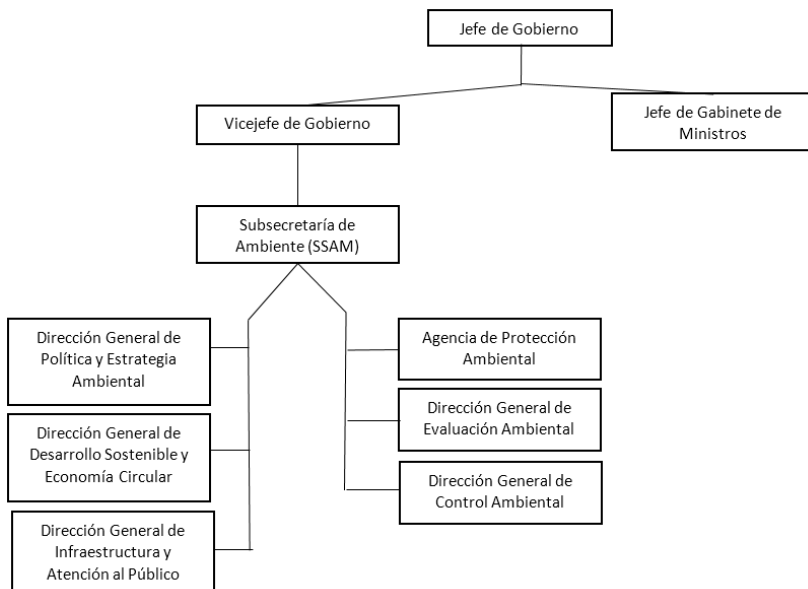 Jefe de Gobierno
Vicejefe de Gobierno
Jefe de Gabinete de
Ministros
Subsecretaría de
Ambiente (SSAM)
Dirección General de
Política y Estrategia
Ambiental
Dirección General de
Desarrollo Sostenible y
Economía Circular
Dirección General de
Infraestructura y
Atención al Público
Agencia de Protección
Ambiental
Dirección General de
Evaluación Ambiental
Dirección General de
Control Ambiental